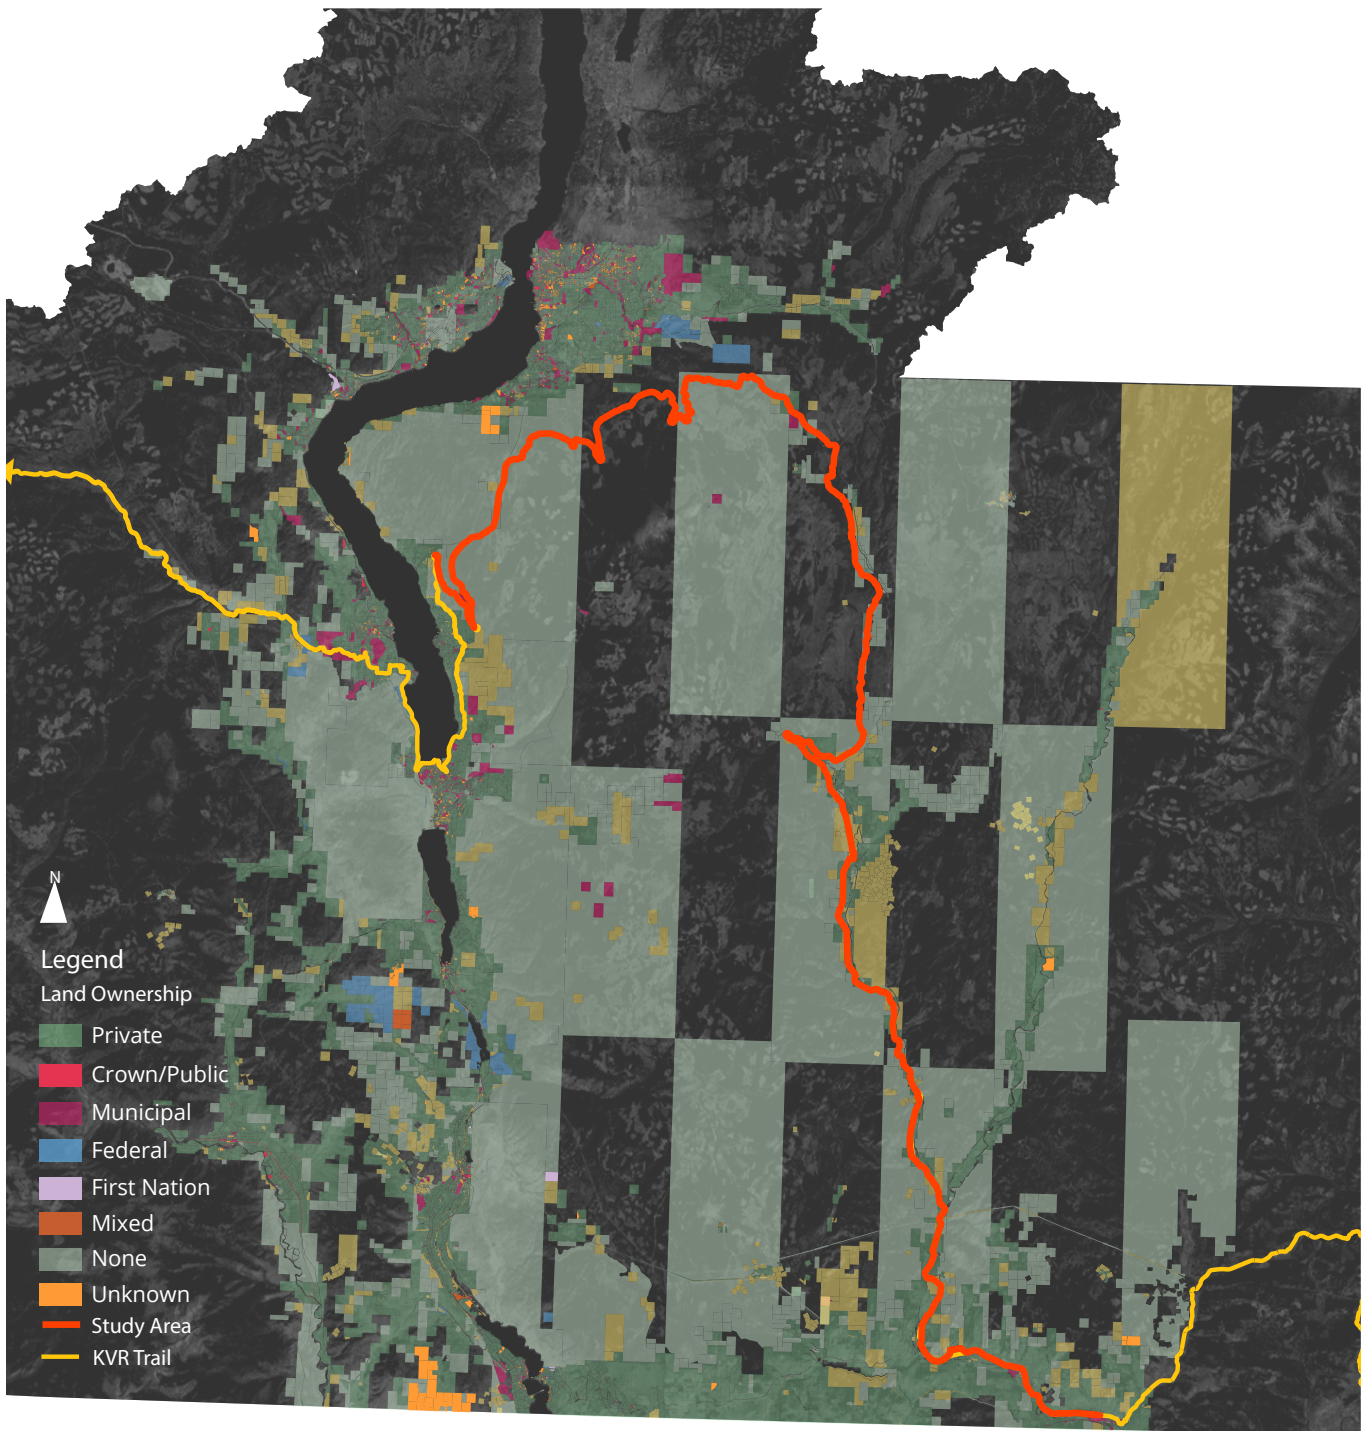 N
Legend
Land Ownership
Private
Crown/Public
Municipal
Federal
First Nation
Mixed
None
Unknown
Study Area
KVR Trail